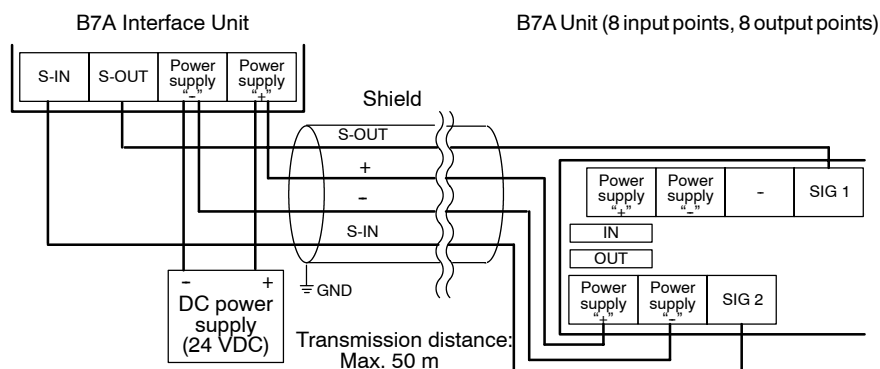 B7A Interface Unit
B7A Unit (8 input points, 8 output points)
S-IN
S-OUT
Power
supply
“-”
Power
supply
“+”
Shield
S-OUT
+
-
S-IN
GND
Power
supply
“+”
Power
supply
“-”
-
SIG 1
IN
OUT
Power
supply
“+”
Power
supply
“-”
SIG 2
- +
DC power
supply
(24 VDC)
Transmission distance:
Max. 50 m